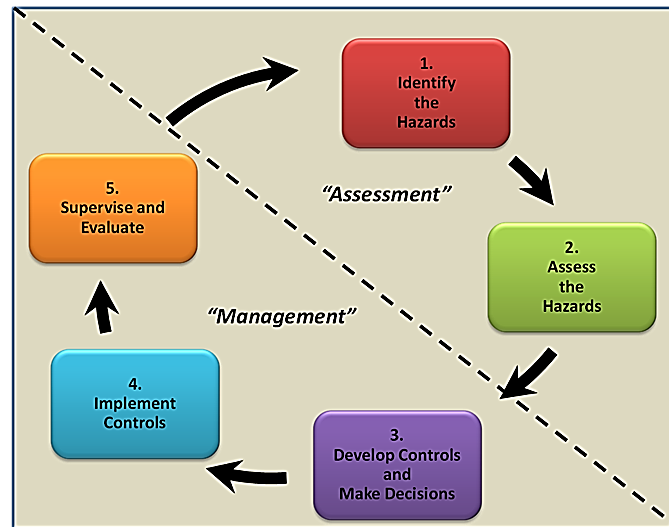 1.
Identify
the
Hazards
“Assessment”
2.
Assess
the
Hazards
3.
Develop Controls
and
Make Decisions
“Management”
4.
Implement
Controls
5.
Supervise and
Evaluate